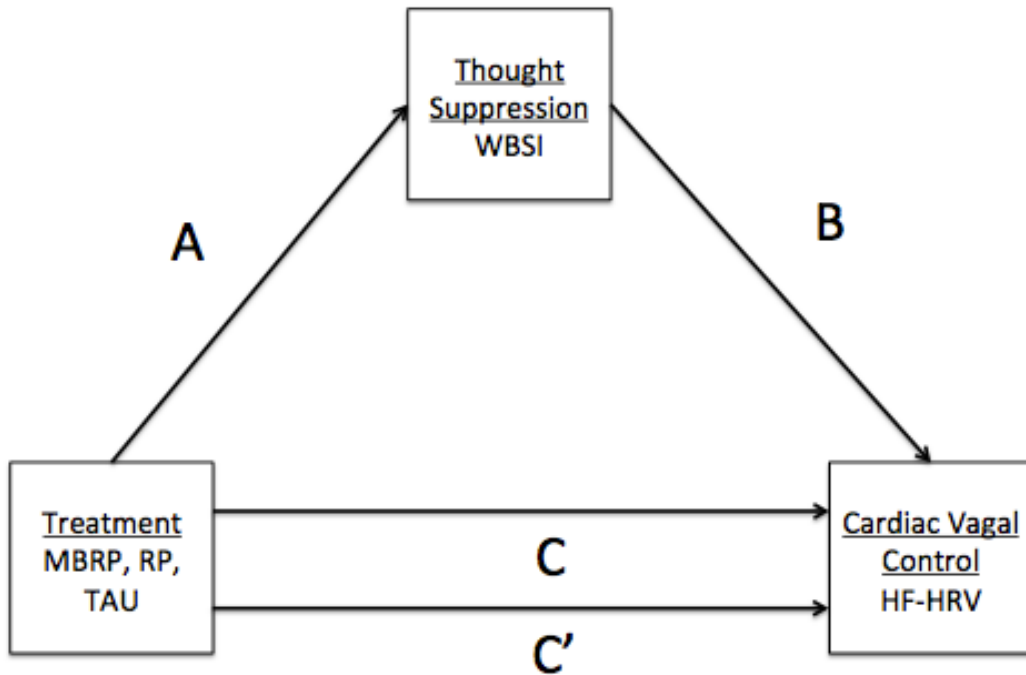 Thought
Suppression
WBSI
A
B
Treatment
MBRP, RP,
TAU
C
C’
Cardiac Vagal
Control
HF-HRV